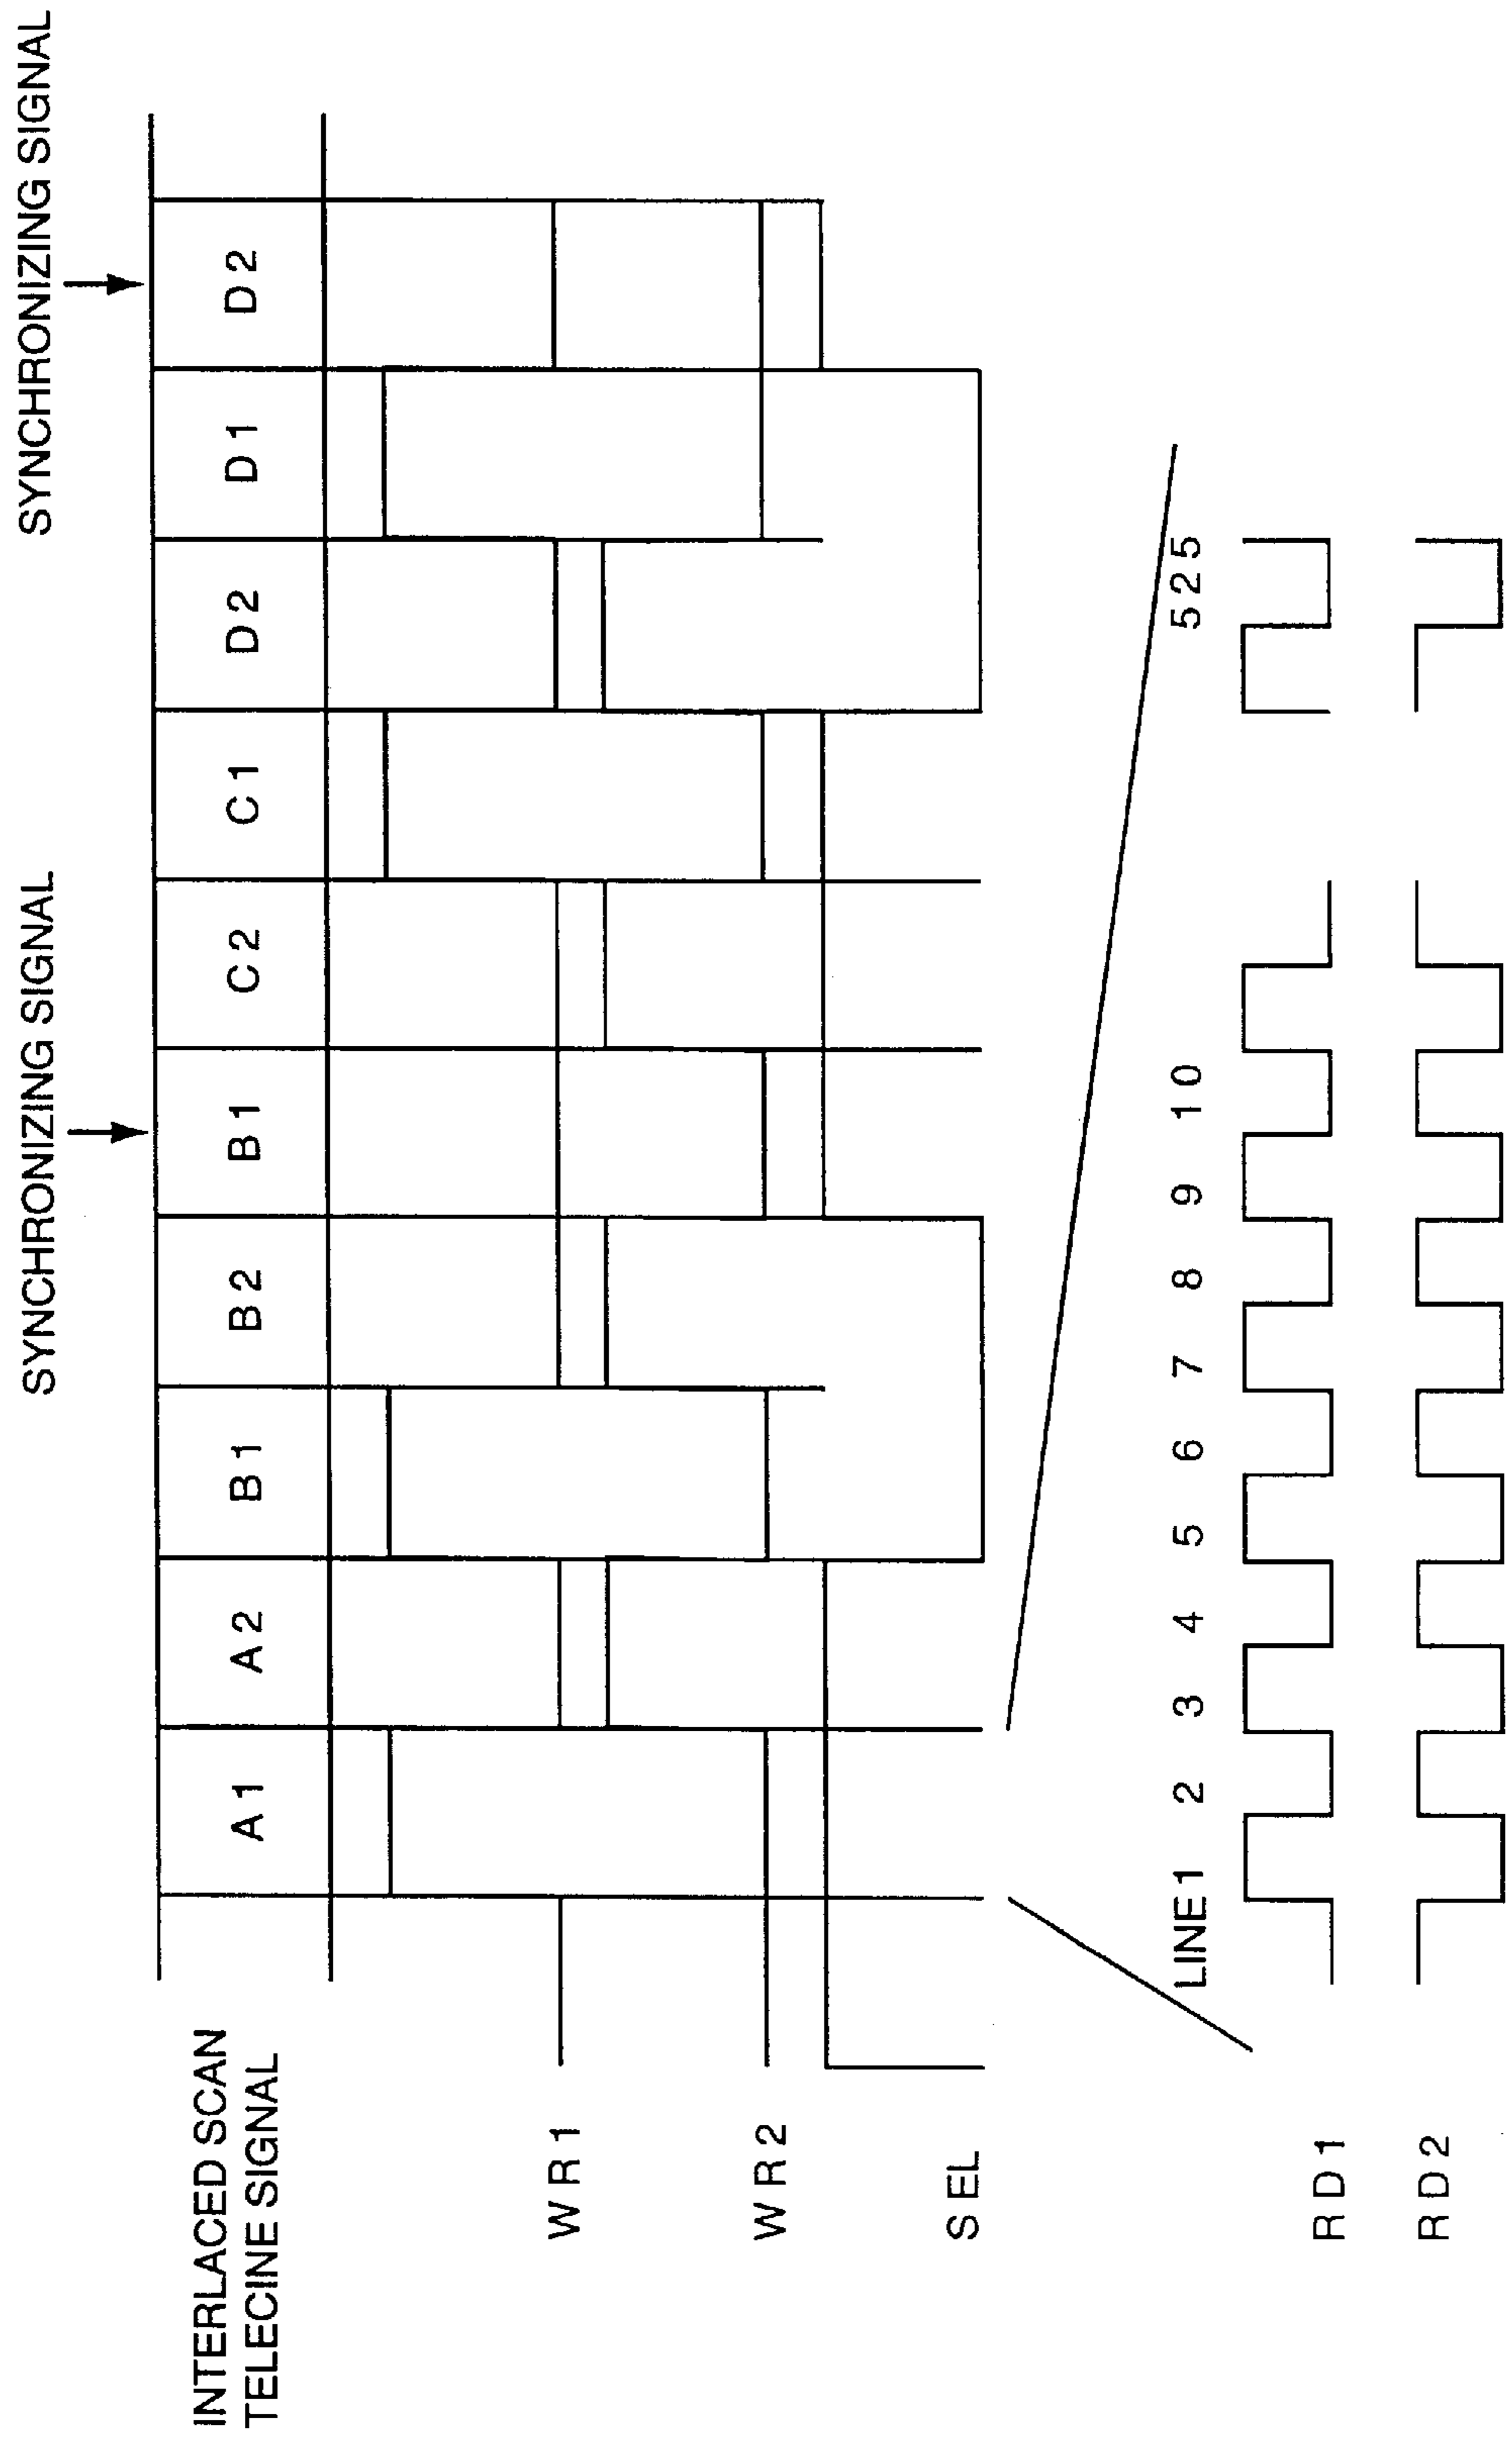 SYNCHRONIZING SIGNAL
SYNCHRONIZING SIGNAL
INTERLACED SCAN
TELECINE SIGNAL
A1 A2 B1 B2 B1 C2 C1 D2 D1 D2
WR1
WR2
SEL
LINE1 2 3 4 5 6 7 8 9 10 525
RD1
RD2